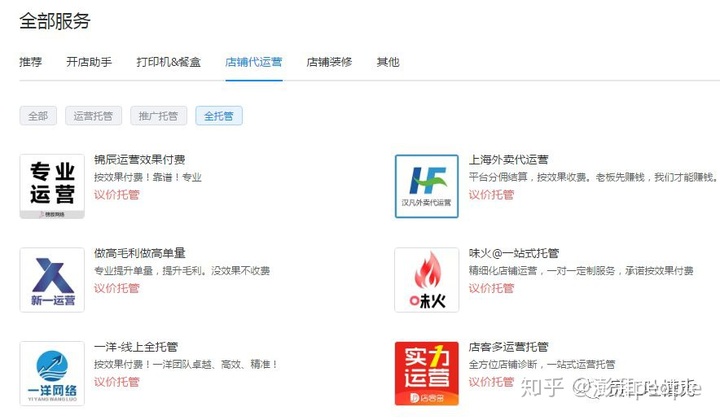 全部服务
推荐 开店助手 打印机&餐盒 店铺代运营 店铺装修 其他
全部 运营托管 推广托管 全托管
专业
运营
锦辰运营效果付费
按效果付费！靠谱！专业
议价托管
HF
汉凡外卖代运营
上海外卖代运营
平台分佣结算，按效果收费。老板先赚钱，我们才能赚钱。
议价托管
新一运营
做高毛利做高单量
专业提升单量，提升毛利。没效果不收费
议价托管
味火
味火@一站式托管
精细化店铺运营，一对一定制服务，承诺按效果付费
议价托管
一洋网络
YI YANG WANG LUO
一洋-线上全托管
按效果付费！一洋团队卓越、高效、精准！
议价托管
实力
运营
店客多运营托管
全方位店铺诊断，一站式运营托管
议价托管
知乎